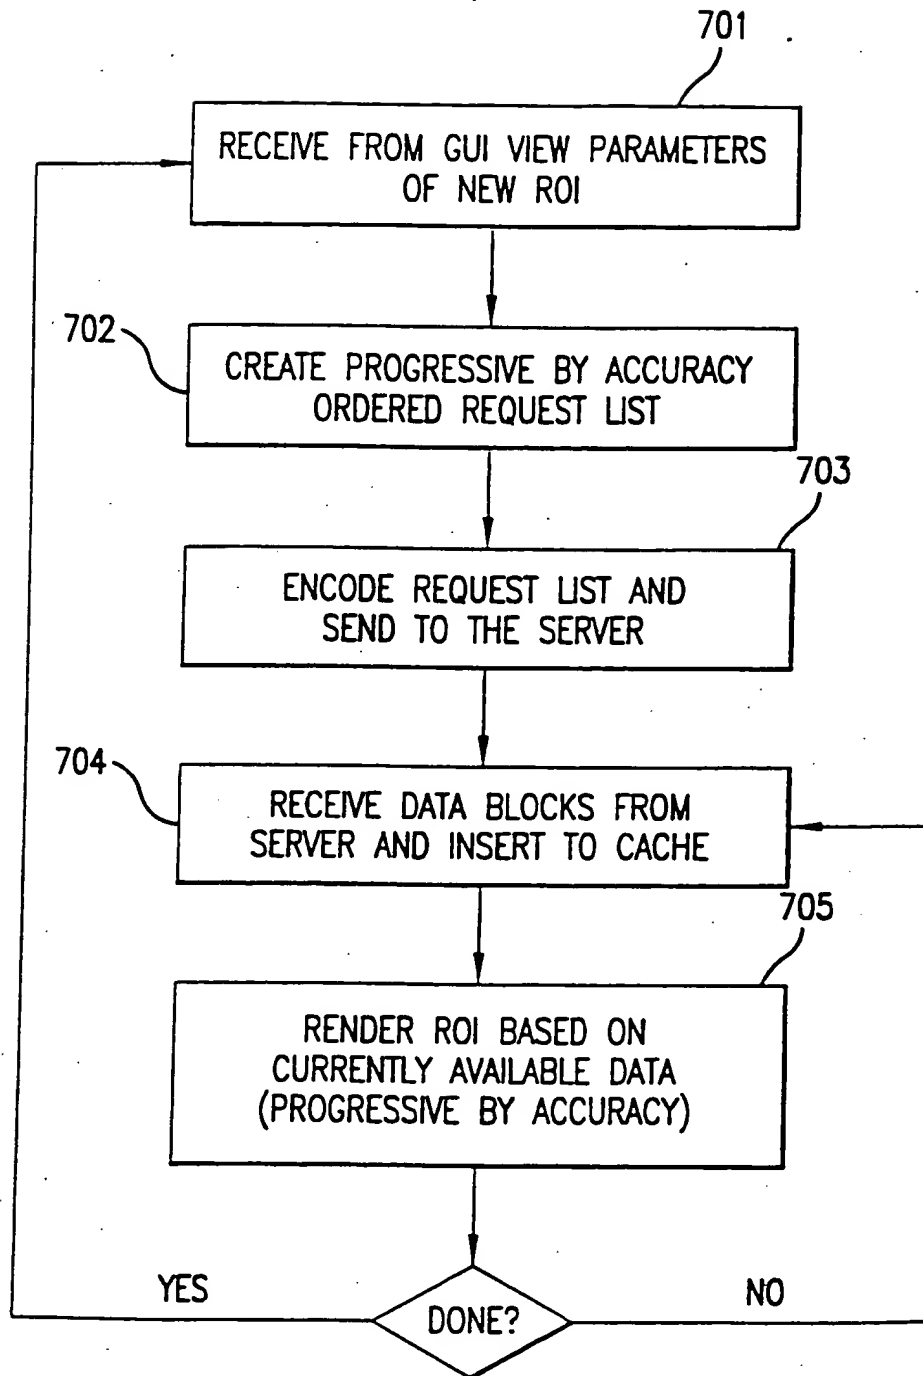 701
RECEIVE FROM GUI VIEW PARAMETERS
OF NEW ROI
702
CREATE PROGRESSIVE BY ACCURACY
ORDERED REQUEST LIST
703
ENCODE REQUEST LIST AND
SEND TO THE SERVER
704
RECEIVE DATA BLOCKS FROM
SERVER AND INSERT TO CACHE
705
RENDER ROI BASED ON
CURRENTLY AVAILABLE DATA
(PROGRESSIVE BY ACCURACY)
YES
DONE?
NO